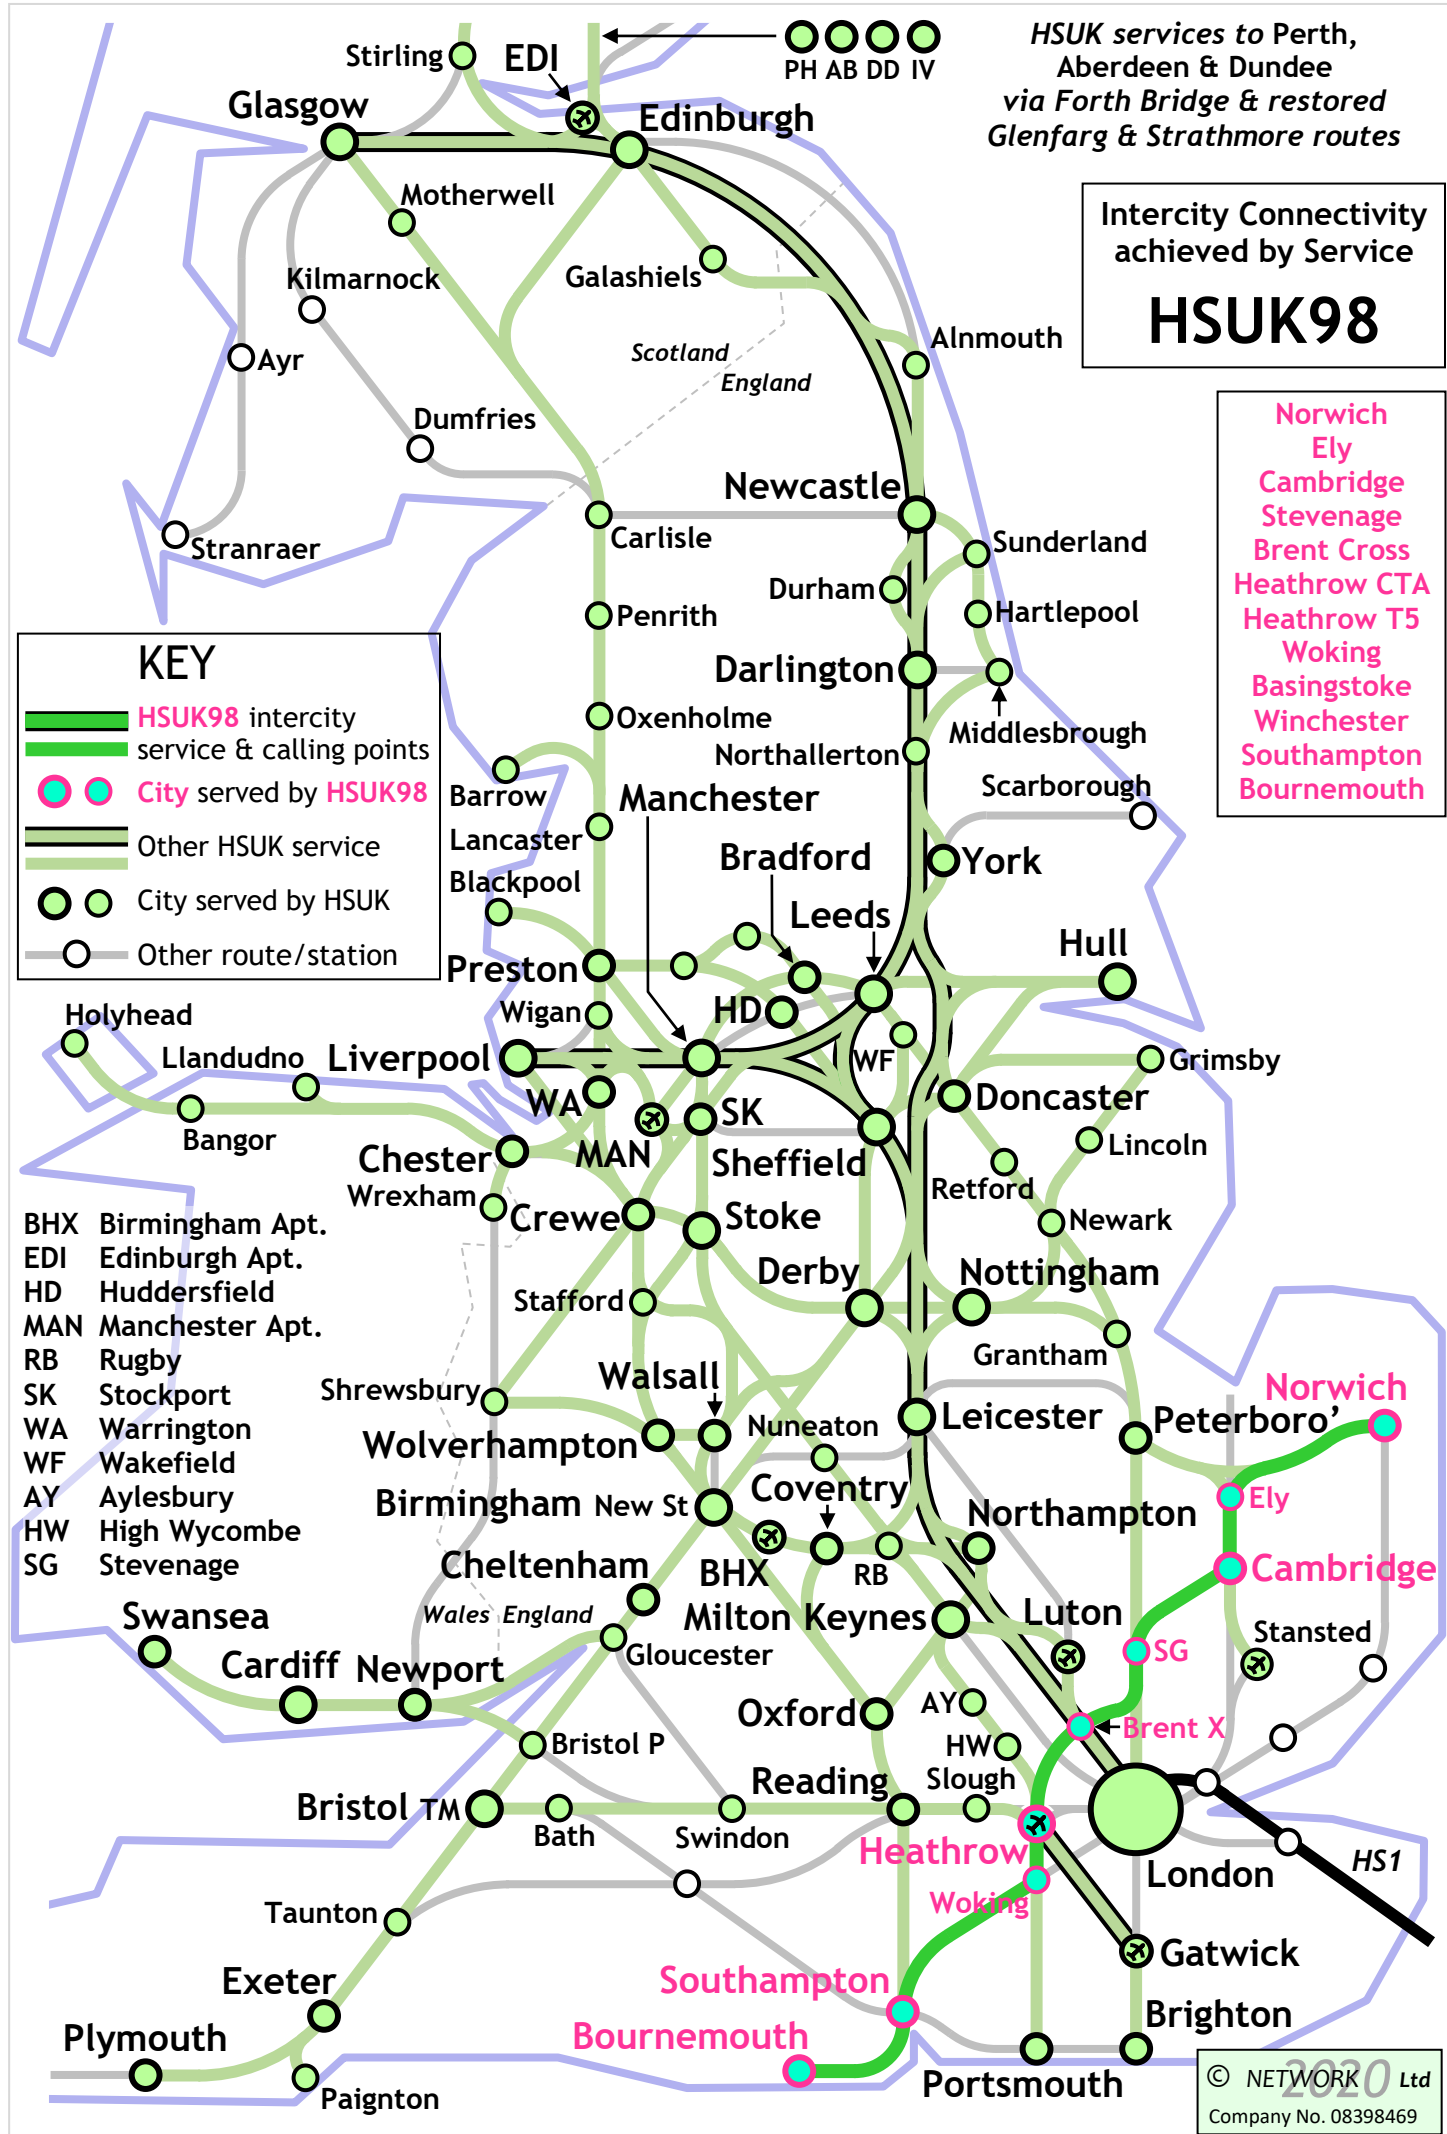 HSUK services to Perth,
Aberdeen & Dundee
via Forth Bridge & restored
Glenfarg & Strathmore routes
PH AB DD IV
Stirling
EDI
Glasgow
Edinburgh
Intercity Connectivity
achieved by Service
HSUK98
Motherwell
Galashiels
Kilmarnock
Alnmouth
Ayr
Scotland
England
Dumfries
Norwich
Ely
Cambridge
Stevenage
Brent Cross
Heathrow CTA
Heathrow T5
Woking
Basingstoke
Winchester
Southampton
Bournemouth
Newcastle
Stranraer
Carlisle
Sunderland
Durham
Hartlepool
Penrith
Darlington
Middlesbrough
Oxenholme
Northallerton
KEY
HSUK98 intercity
service & calling points
City served by HSUK98
Other HSUK service
City served by HSUK
Other route/station
Barrow
Scarborough
Manchester
Lancaster
Bradford
York
Blackpool
Leeds
Hull
Preston
Wigan
HD
Holyhead
Llandudno
Liverpool
WF
Grimsby
WA
SK
Doncaster
Bangor
MAN
Lincoln
Chester
Sheffield
Wrexham
Retford
Crewe
Stoke
Newark
BHX Birmingham Apt.
EDI Edinburgh Apt.
HD Huddersfield
MAN Manchester Apt.
RB Rugby
SK Stockport
WA Warrington
WF Wakefield
AY Aylesbury
HW High Wycombe
SG Stevenage
Derby
Nottingham
Stafford
Grantham
Walsall
Norwich
Shrewsbury
Nuneaton
Leicester
Peterboro’
Wolverhampton
Coventry
Ely
Birmingham New St
Northampton
Cheltenham
BHX
RB
Cambridge
Wales England
Milton Keynes
Luton
Swansea
Stansted
Gloucester
SG
Cardiff
Newport
Oxford
AY
Brent X
Bristol P
HW
Reading
Slough
Bristol TM
Bath
Swindon
Heathrow
London
HS1
Woking
Taunton
Gatwick
Exeter
Southampton
Brighton
Plymouth
Bournemouth
Portsmouth
Paignton
© NETWORK 2020 Ltd
Company No. 08398469